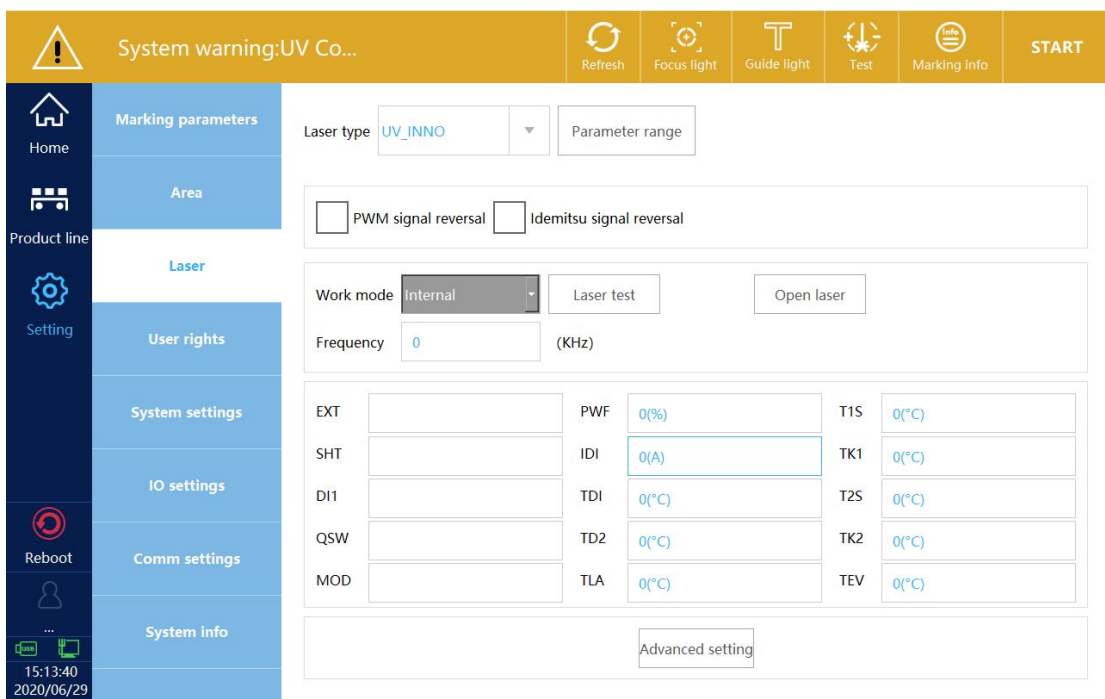 System warning:UV Co...
Refresh
Focus light
Guide light
Test
Info
Marking info
START
Home
Product line
Setting
Reboot
...
USB
15:13:40
2020/06/29
Marking parameters
Area
Laser
User rights
System settings
IO settings
Comm settings
System info
Laser type UV_INNO Parameter range
PWM signal reversal Idemitsu signal reversal
Work mode Internal Laser test Open laser
Frequency 0 (KHz)
EXT PWF 0(%) T1S 0(°C)
SHT IDI 0(A) TK1 0(°C)
DI1 TDI 0(°C) T2S 0(°C)
QSW TD2 0(°C) TK2 0(°C)
MOD TLA 0(°C) TEV 0(°C)
Advanced setting